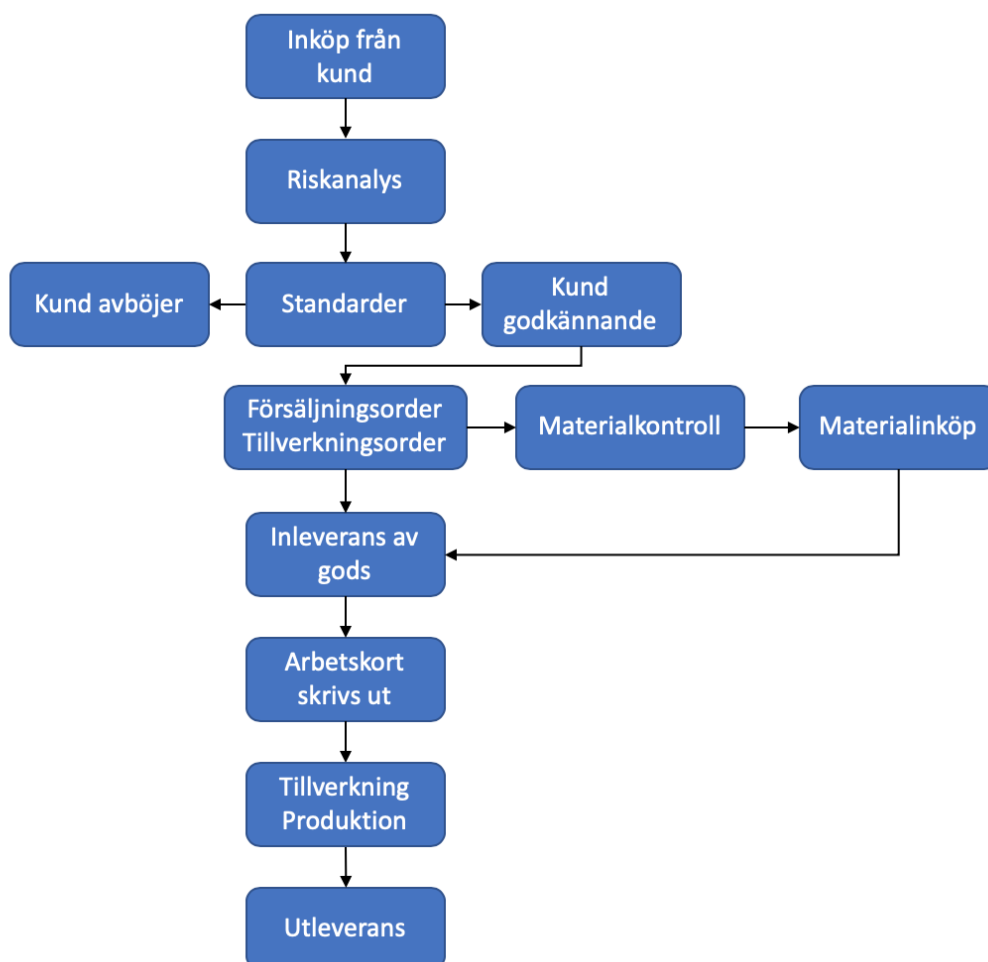 Inköp från
kund
Riskanalys
Kund avböjer
Standarder
Kund
godkännande
Försäljningsorder
Tillverkningsorder
Materialkontroll
Materialinköp
Inleverans av
gods
Arbetskort
skrivs ut
Tillverkning
Produktion
Utleverans